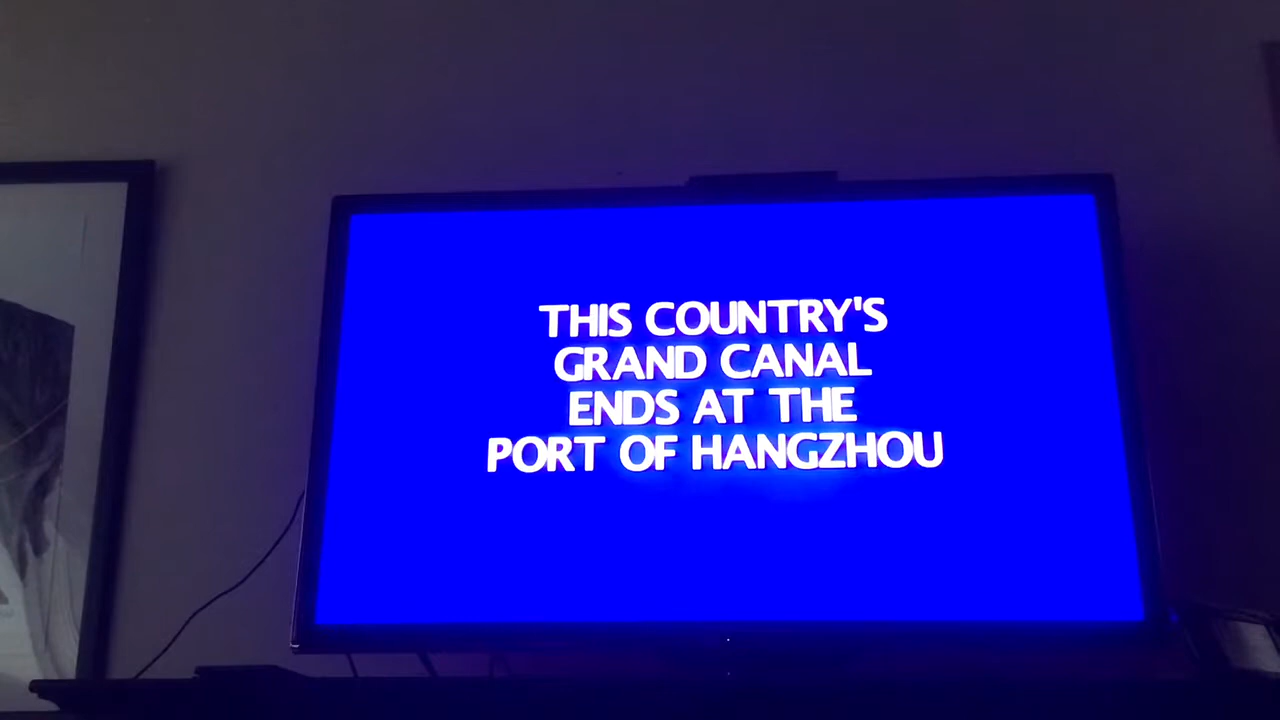 THIS COUNTRY'S
GRAND CANAL
ENDS AT THE
PORT OF HANGZHOU